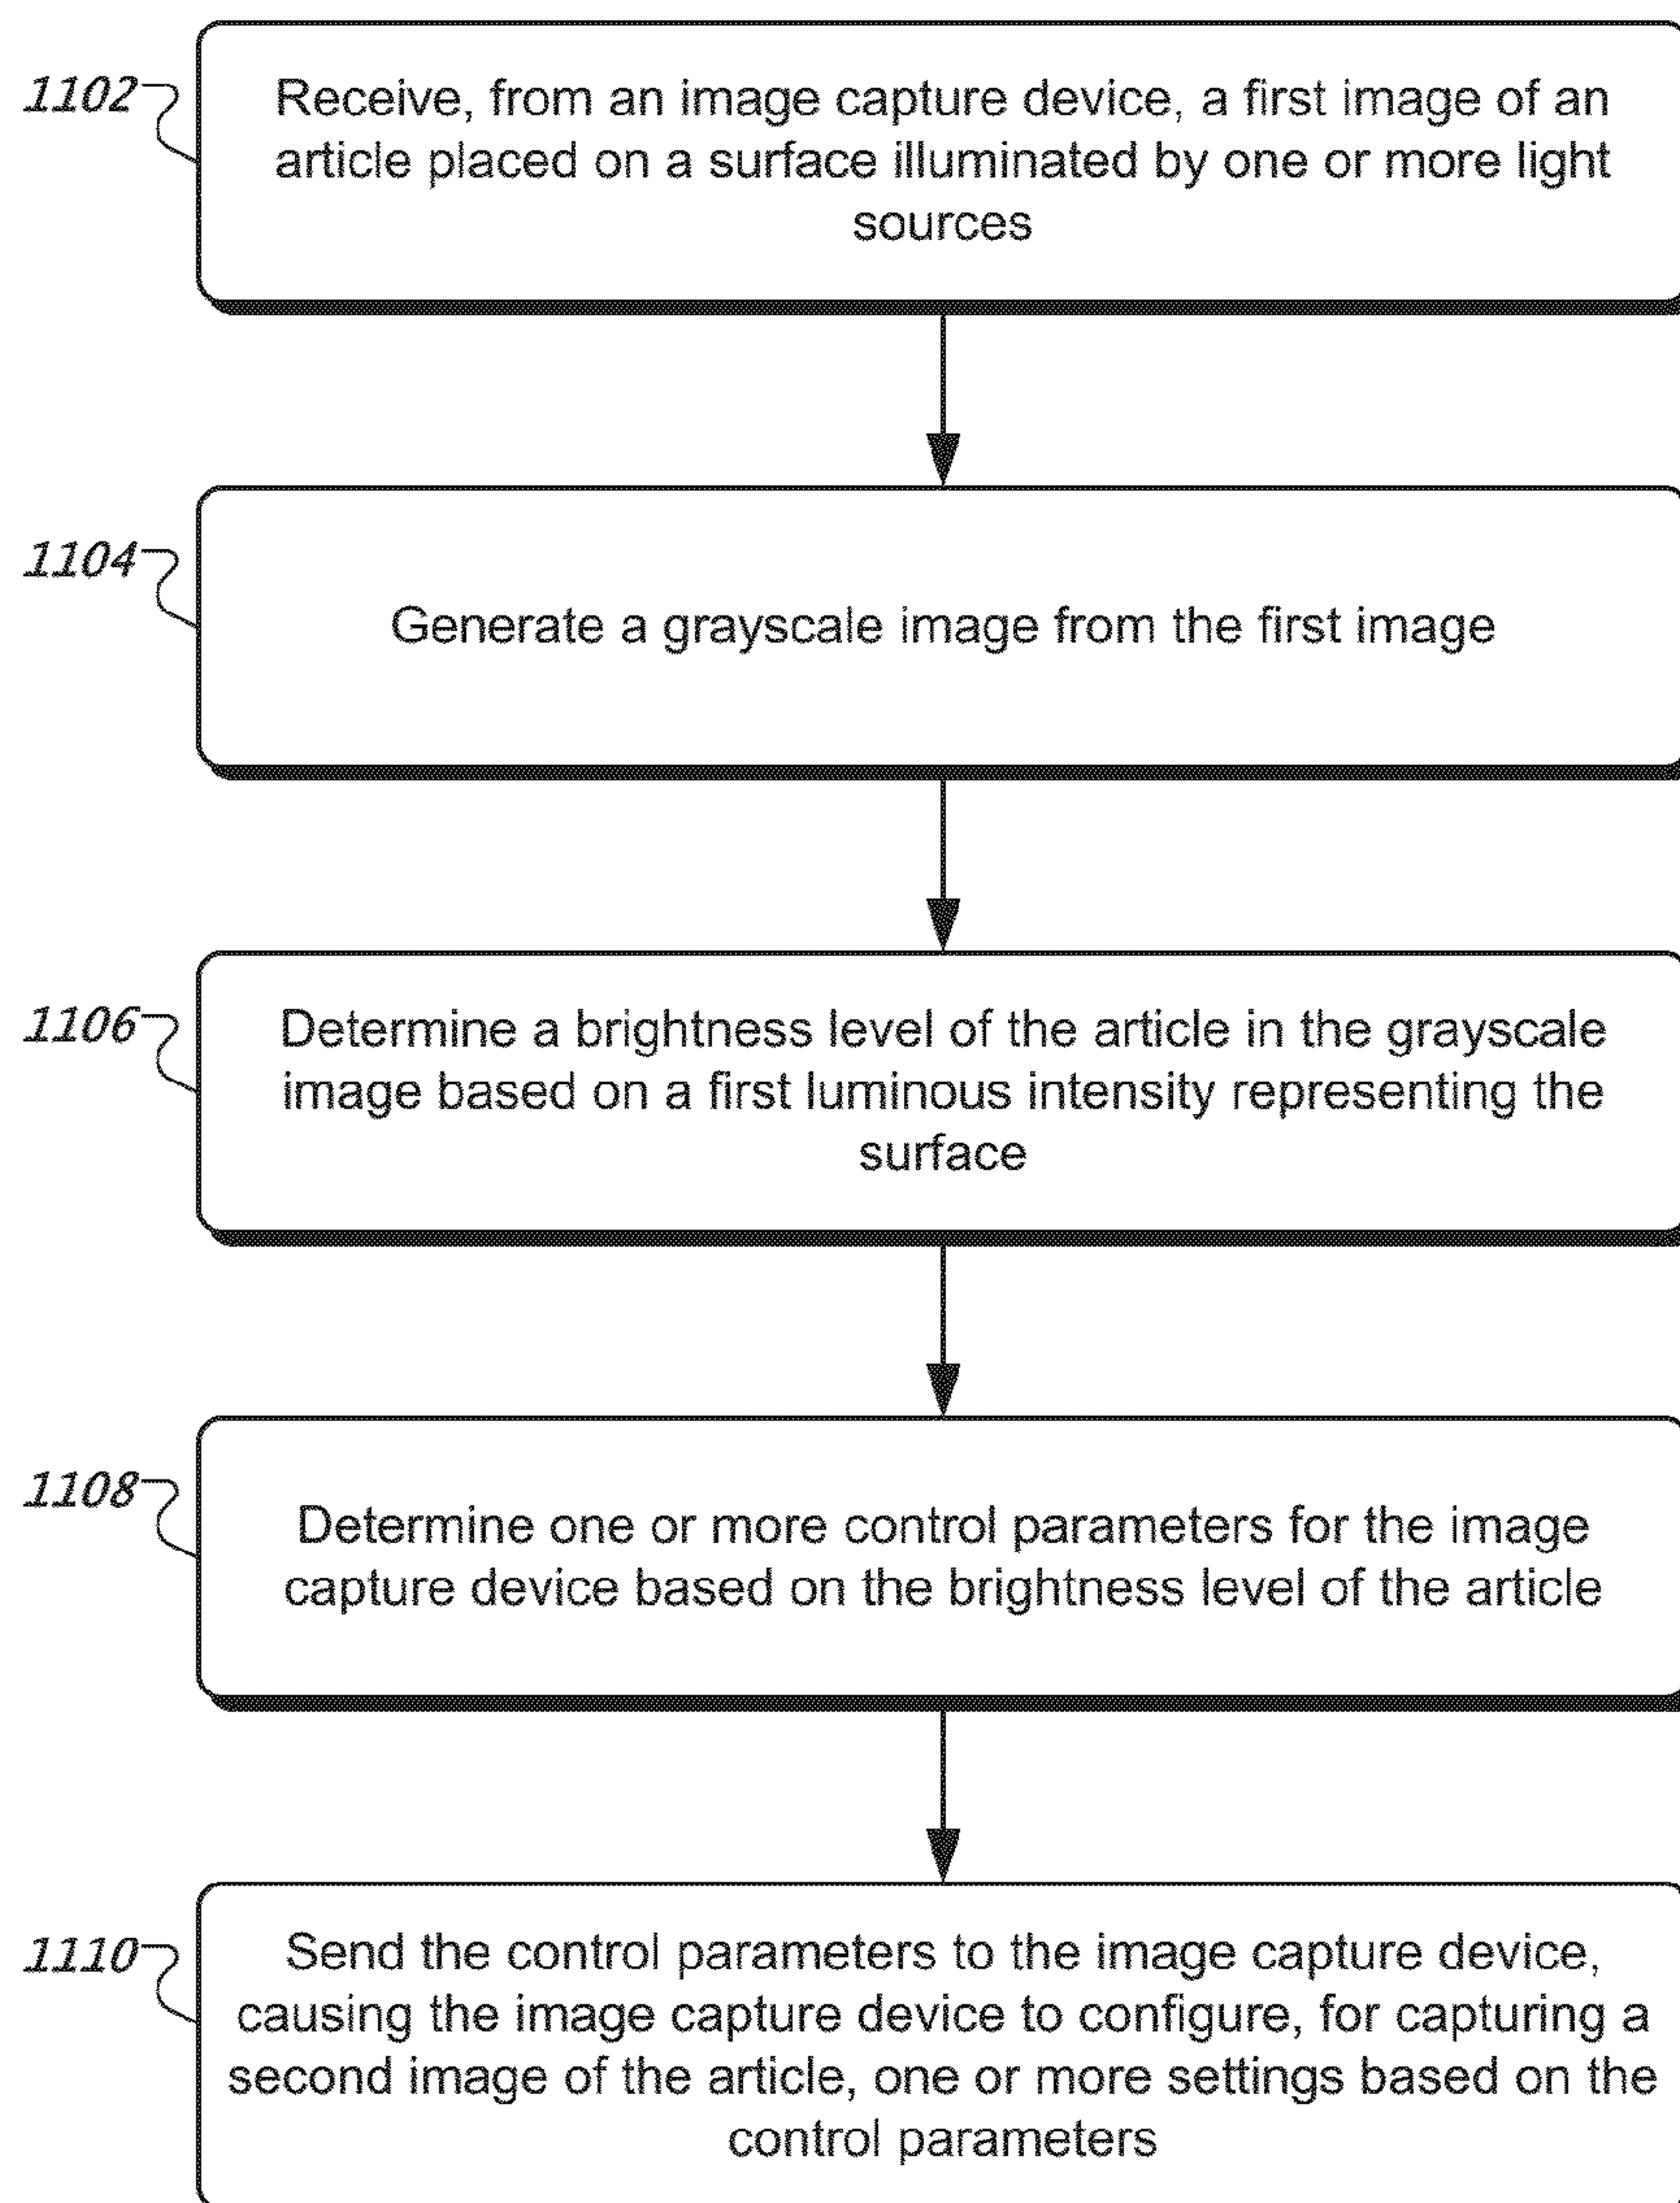 1102
Receive, from an image capture device, a first image of an
article placed on a surface illuminated by one or more light
sources
1104
Generate a grayscale image from the first image
1106
Determine a brightness level of the article in the grayscale
image based on a first luminous intensity representing the
surface
1108
Determine one or more control parameters for the image
capture device based on the brightness level of the article
1110
Send the control parameters to the image capture device,
causing the image capture device to configure, for capturing a
second image of the article, one or more settings based on the
control parameters